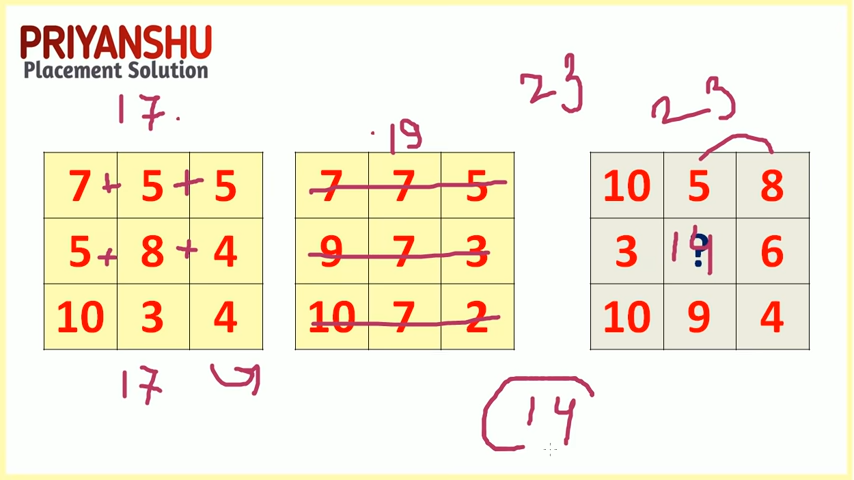 PRIYANSHU
Placement Solution
17.
19
23
23
7 + 5 + 5
5 + 8 + 4
10 3 4
7 7 5
9 7 3
10 7 2
10 5 8
3 ? 14 6
10 9 4
17
14